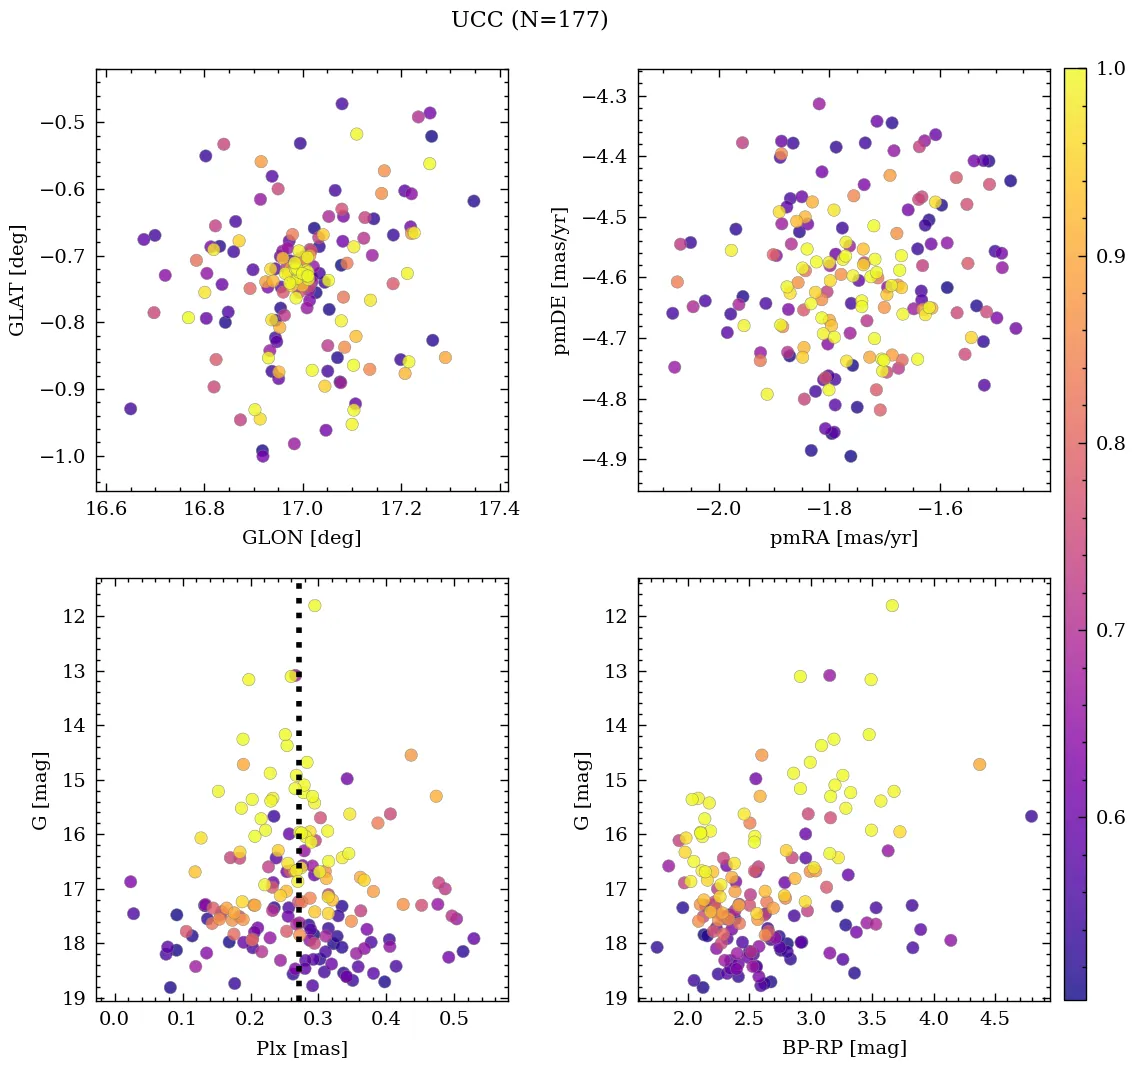 UCC (N=177)
−0.5
−0.6
−0.7
−0.8
−0.9
−1.0
GLAT [deg]
16.6 16.8 17.0 17.2 17.4
GLON [deg]
−4.3
−4.4
−4.5
−4.6
−4.7
−4.8
−4.9
pmDE [mas/yr]
−2.0 −1.8 −1.6
pmRA [mas/yr]
1.0
0.9
0.8
0.7
0.6
12
13
14
15
16
17
18
19
G [mag]
0.0 0.1 0.2 0.3 0.4 0.5
Plx [mas]
12
13
14
15
16
17
18
19
G [mag]
2.0 2.5 3.0 3.5 4.0 4.5
BP-RP [mag]